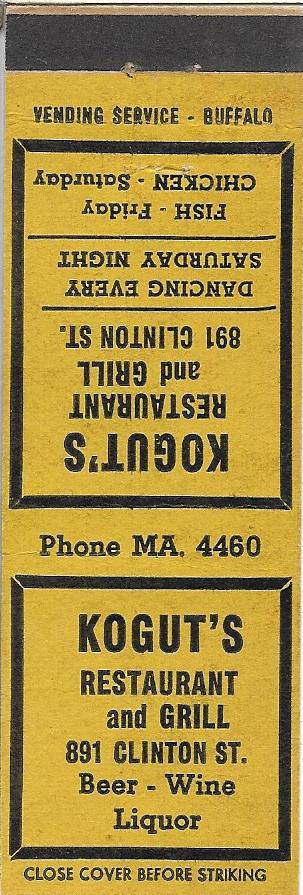 VENDING SERVICE - BUFFALO
KOGUT'S
RESTAURANT
and GRILL
891 CLINTON ST.
DANCING EVERY
SATURDAY NIGHT
FISH - Friday
CHICKEN - Saturday
Phone MA. 4460
KOGUT'S
RESTAURANT
and GRILL
891 CLINTON ST.
Beer - Wine
Liquor
CLOSE COVER BEFORE STRIKING